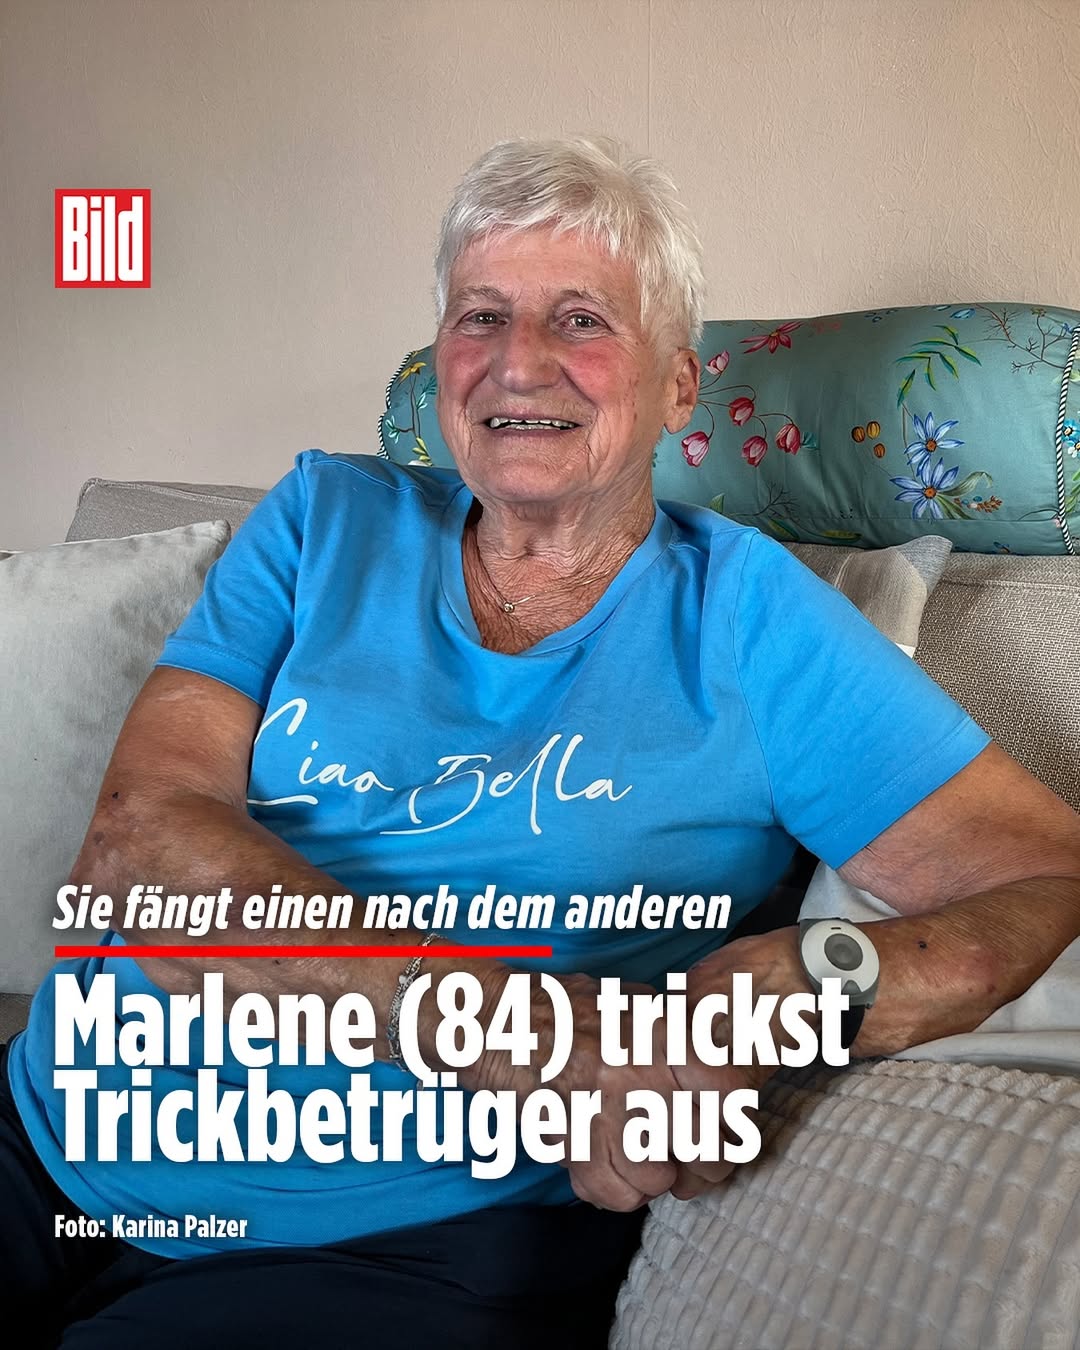 Bild
Ciao Bella
Sie fängt einen nach dem anderen
Marlene (84) trickst
Trickbetrüger aus
Foto: Karina Palzer